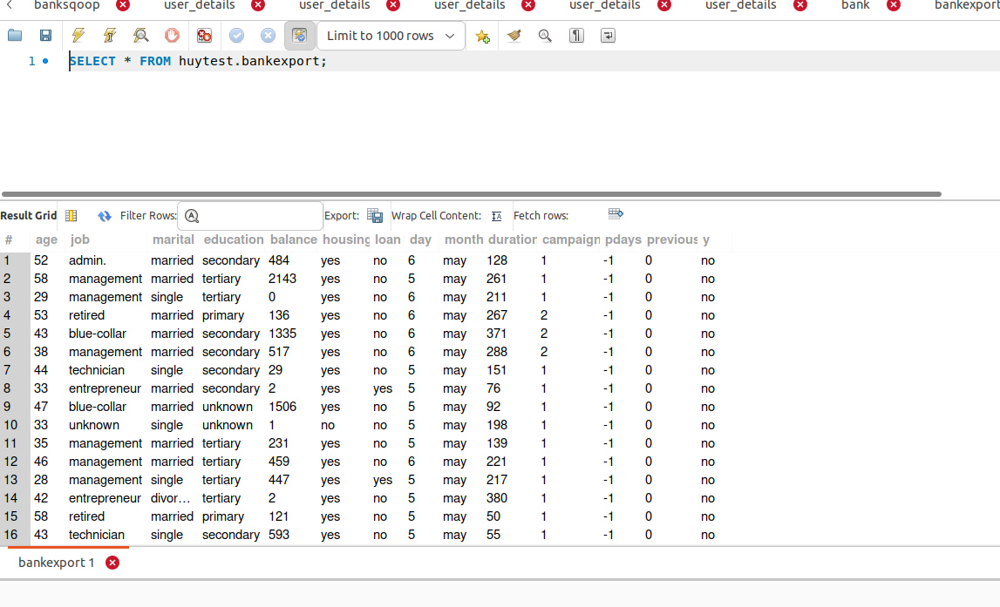 banksqoop user_details user_details user_details user_details user_details bank bankexport
Limit to 1000 rows
1 SELECT * FROM huytest.bankexport;
Result Grid Filter Rows: Export: Wrap Cell Content: Fetch rows:
# age job marital education balance housing loan day month duration campaign pdays previous y
1 52 admin. married secondary 484 yes no 6 may 128 1 -1 0 no
2 58 management married tertiary 2143 yes no 5 may 261 1 -1 0 no
3 29 management single tertiary 0 yes no 6 may 211 1 -1 0 no
4 53 retired married primary 136 yes no 6 may 267 2 -1 0 no
5 43 blue-collar married secondary 1335 yes no 6 may 371 2 -1 0 no
6 38 management married secondary 517 yes no 6 may 288 2 -1 0 no
7 44 technician single secondary 29 yes no 5 may 151 1 -1 0 no
8 33 entrepreneur married secondary 2 yes yes 5 may 76 1 -1 0 no
9 47 blue-collar married unknown 1506 yes no 5 may 92 1 -1 0 no
10 33 unknown single unknown 1 no no 5 may 198 1 -1 0 no
11 35 management married tertiary 231 yes no 5 may 139 1 -1 0 no
12 46 management married tertiary 459 yes no 6 may 221 1 -1 0 no
13 28 management single tertiary 447 yes yes 5 may 217 1 -1 0 no
14 42 entrepreneur divor... tertiary 2 yes no 5 may 380 1 -1 0 no
15 58 retired married primary 121 yes no 5 may 50 1 -1 0 no
16 43 technician single secondary 593 yes no 5 may 55 1 -1 0 no
bankexport 1